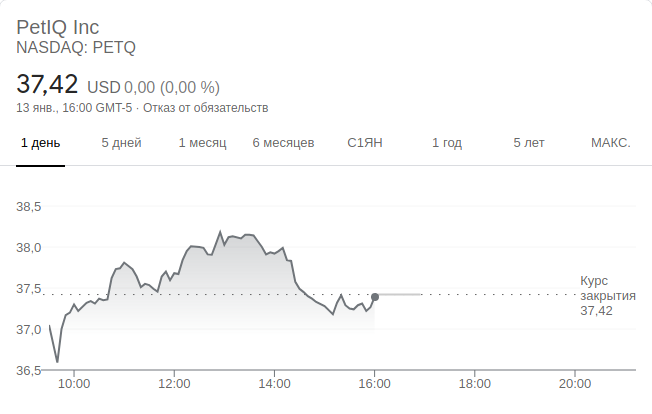 PetIQ Inc
NASDAQ: PETQ
37,42 USD 0,00 (0,00 %)
13 янв., 16:00 GMT-5 · Отказ от обязательств
1 день 5 дней 1 месяц 6 месяцев С1ЯН 1 год 5 лет МАКС.
38,5
38,0
37,5
37,0
36,5
Курс
закрытия
37,42
10:00 12:00 14:00 16:00 18:00 20:00